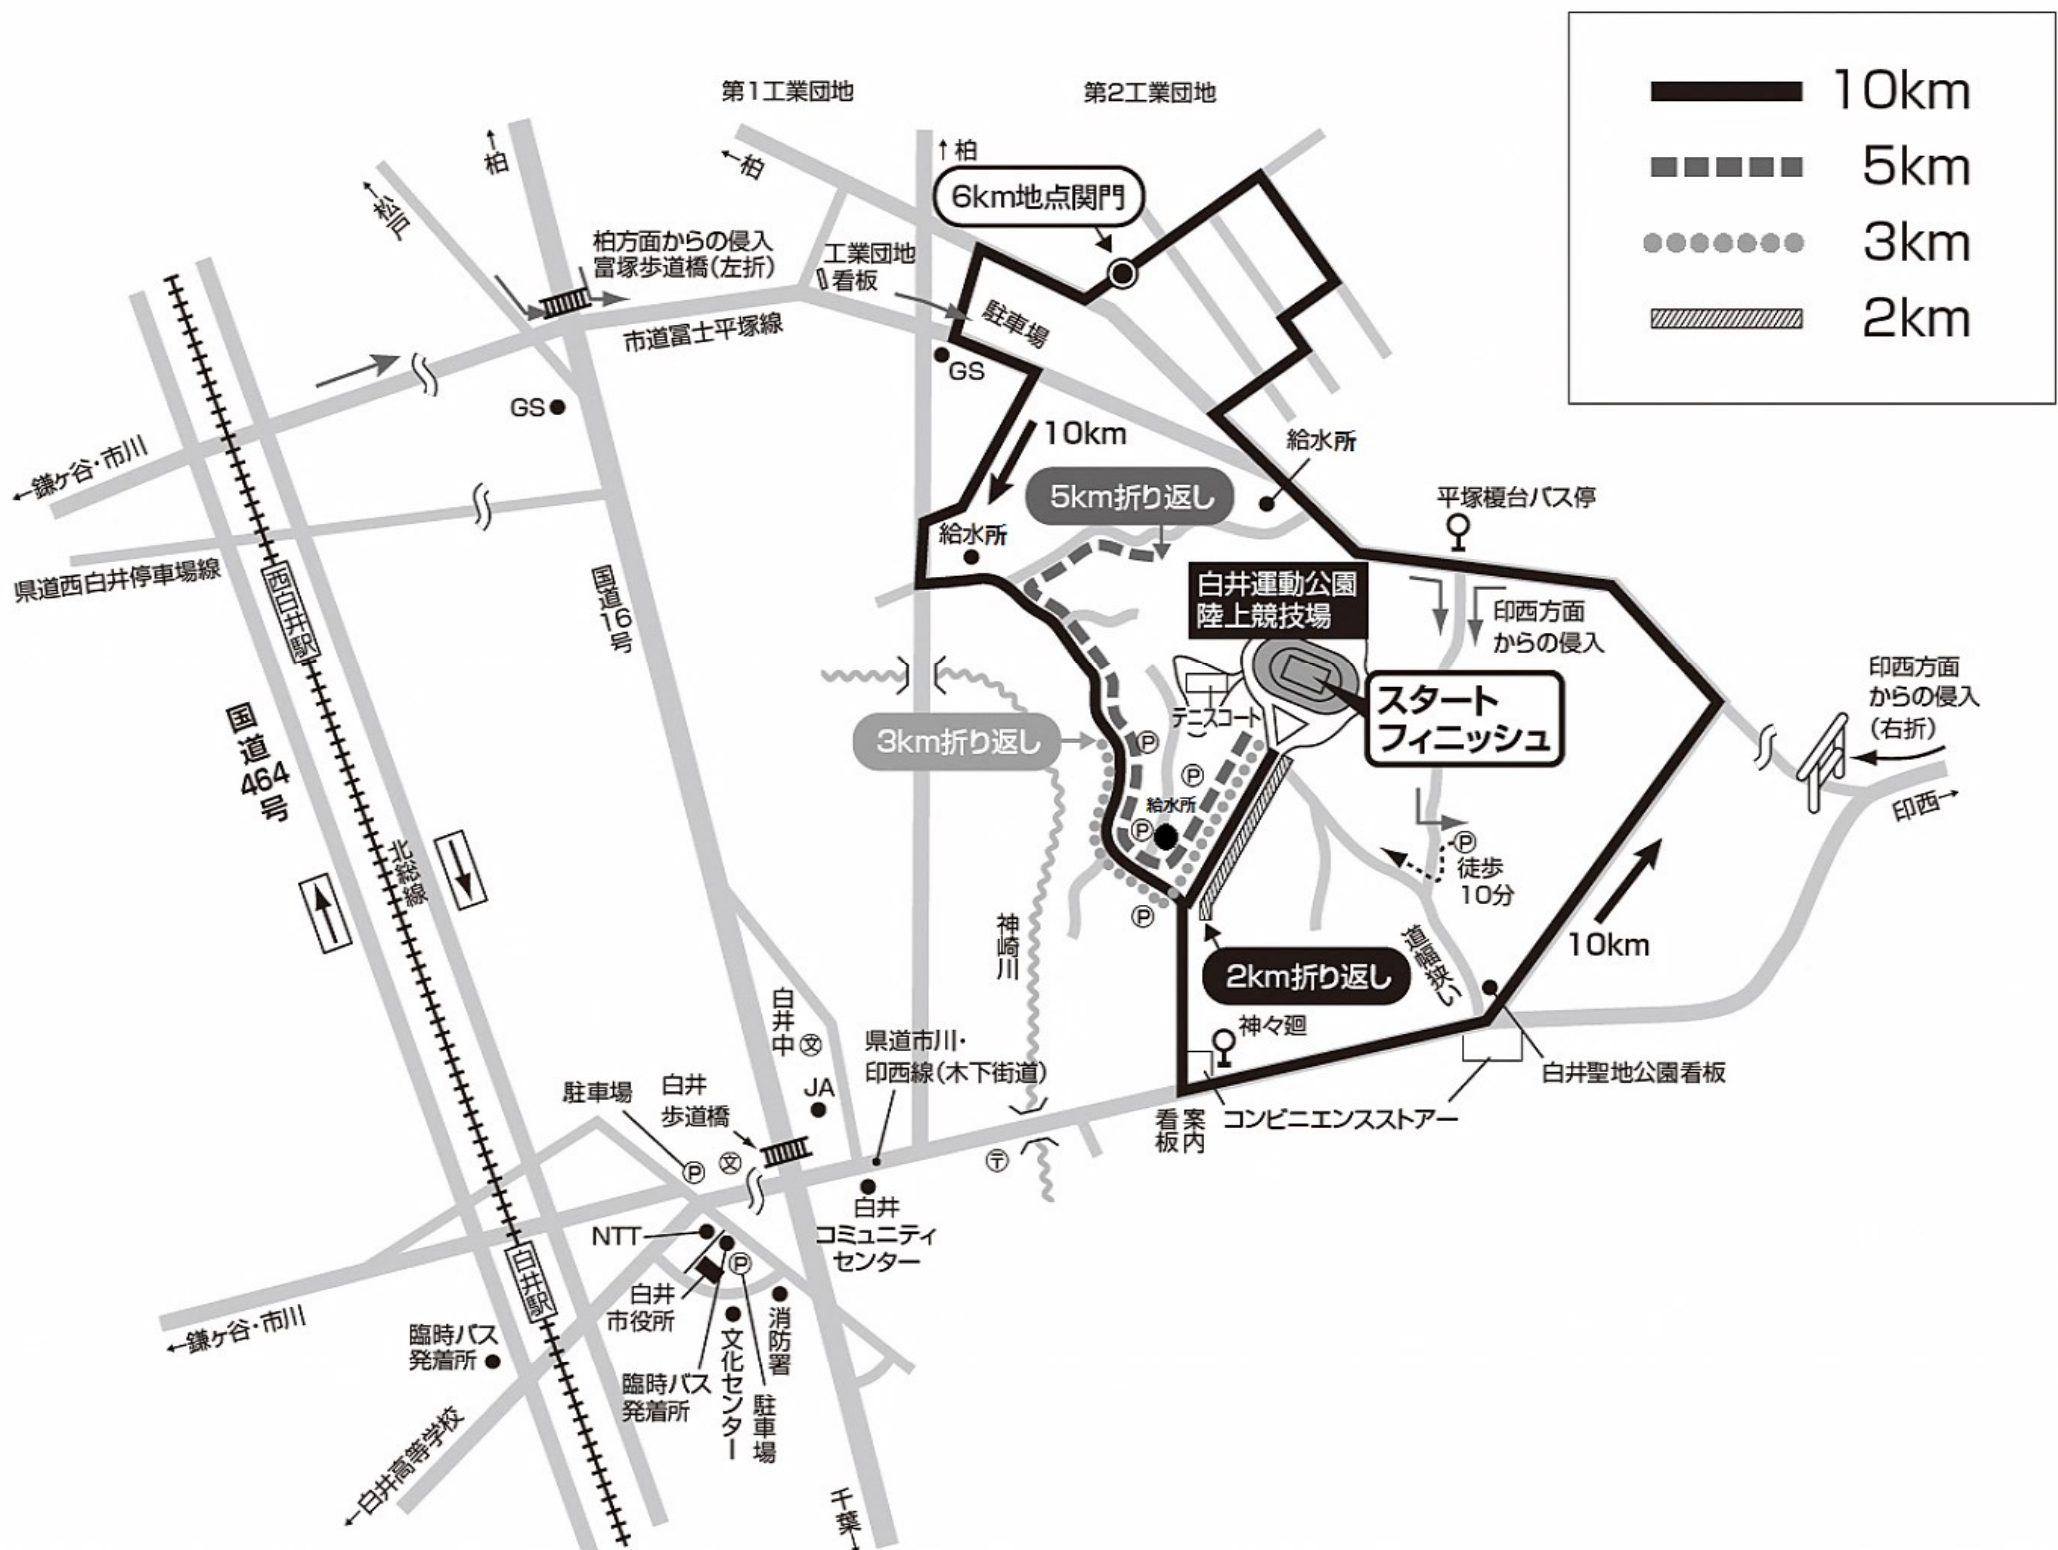 10km
5km
3km
2km
第1工業団地
第2工業団地
←柏
↑柏
←柏
←松戸
6km地点関門
柏方面からの侵入
富塚歩道橋(左折)
工業団地
看板
駐車場
市道冨士平塚線
GS
GS
←鎌ヶ谷・市川
10km
給水所
5km折り返し
平塚榎台バス停
給水所
県道西白井停車場線
西白井駅
国道16号
白井運動公園
陸上競技場
印西方面
からの侵入
印西方面
からの侵入
(右折)
スタート
フィニッシュ
テニスコート
3km折り返し
国道464号
北総線
P
P
給水所
P
P
P
徒歩
10分
印西→
神崎川
道幅狭い
10km
2km折り返し
神々廻
白井中
文
県道市川・
印西線(木下街道)
白井聖地公園看板
JA
駐車場
白井
歩道橋
案内
看板
コンビニエンスストアー
P
文
〒
白井
コミュニティ
センター
NTT
P
白井駅
白井
市役所
消防署
←鎌ヶ谷・市川
臨時バス
発着所
臨時バス
発着所
文化センター
駐車場
←白井高等学校
千葉→